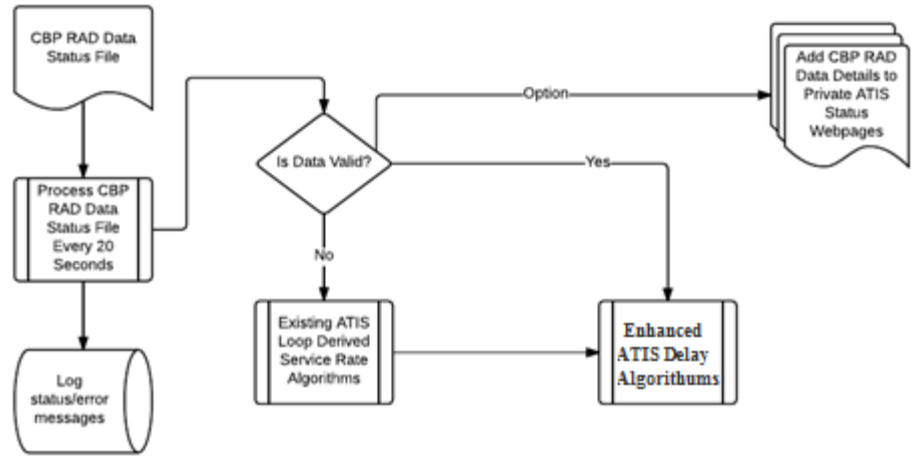 CBP RAD Data
Status File
Process CBP
RAD Data
Status File
Every 20
Seconds
Log
status/error
messages
Is Data Valid?
Option
Yes
No
Add CBP RAD
Data Details to
Private ATIS
Status
Webpages
Existing ATIS
Loop Derived
Service Rate
Algorithms
Enhanced
ATIS Delay
Algorithums